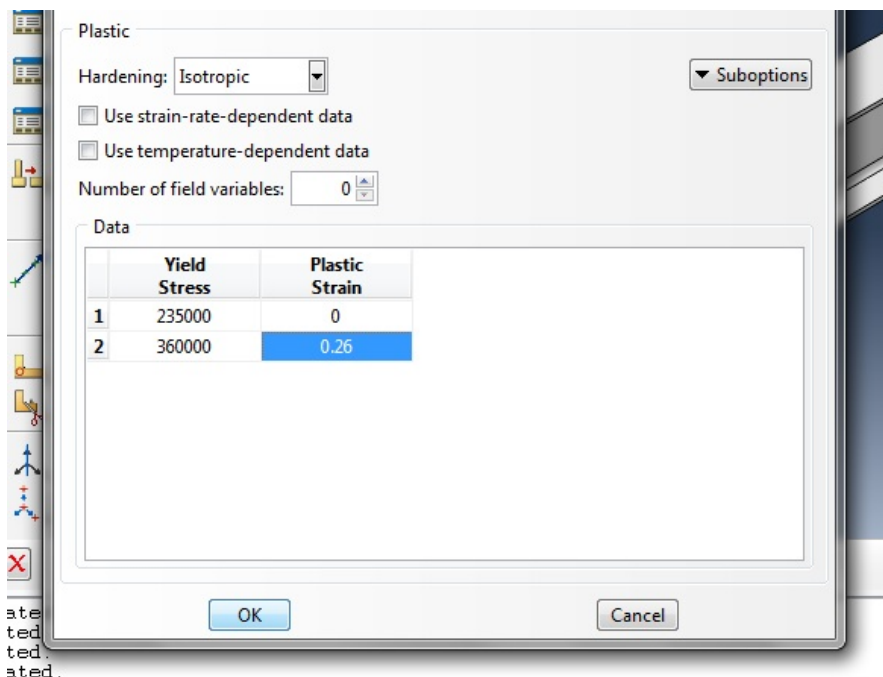 Plastic
Hardening: Isotropic
Suboptions
Use strain-rate-dependent data
Use temperature-dependent data
Number of field variables: 0
Data
Yield Stress Plastic Strain
1 235000 0
2 360000 0.26
OK Cancel
ate
ted
ted.
ated.